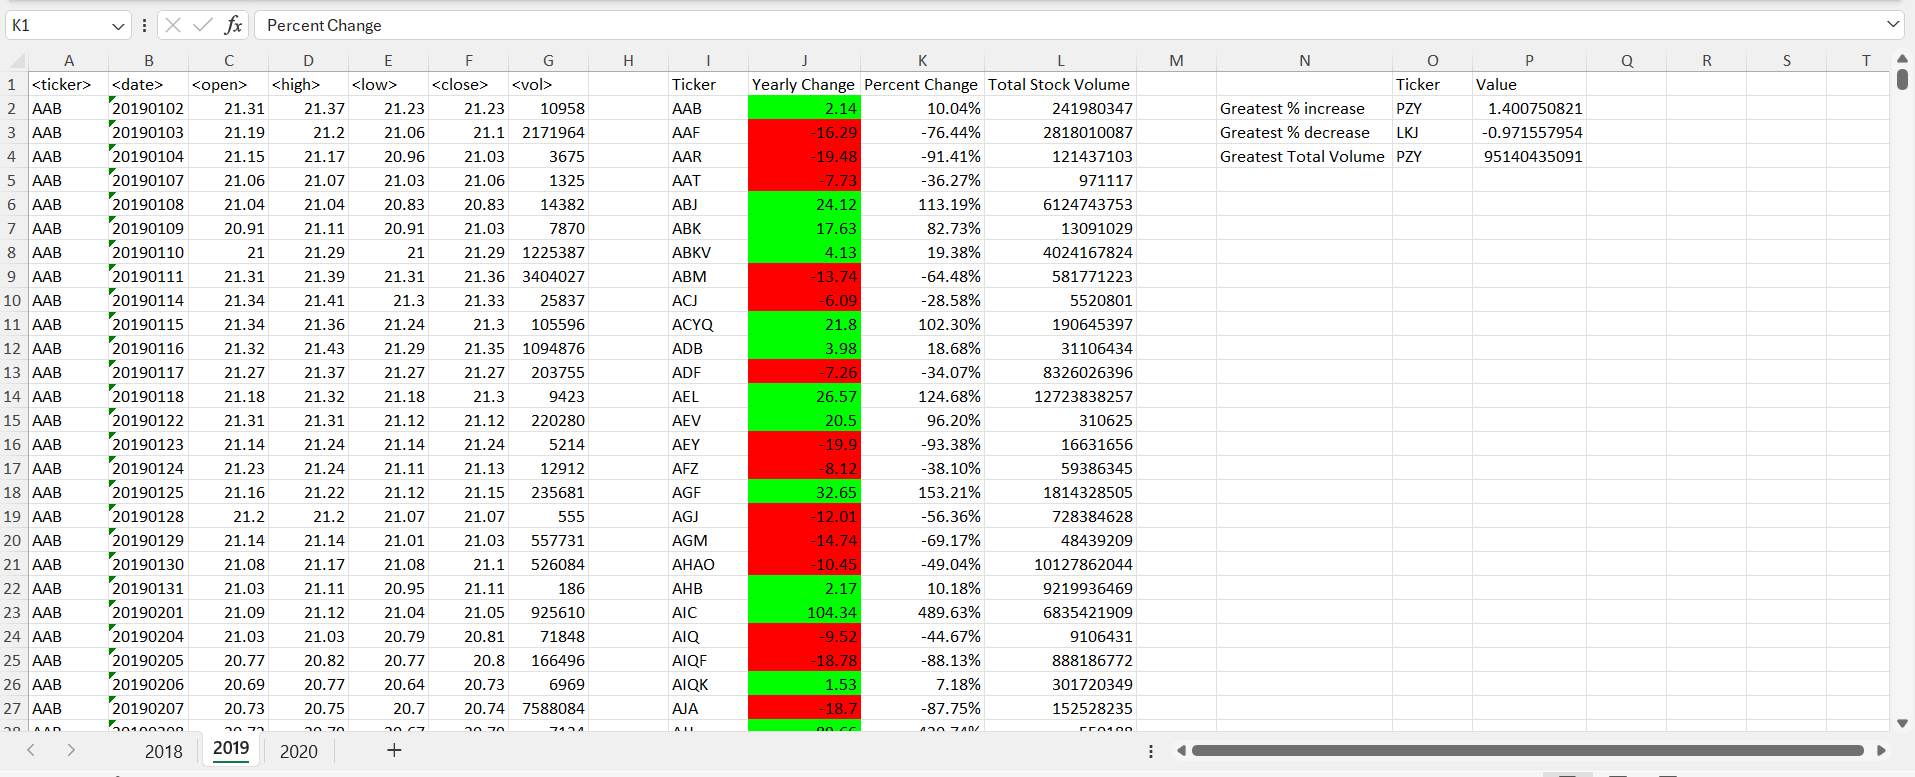 K1 fx Percent Change
A B C D E F G H I J K L M N O P Q R S T
1 <ticker> <date> <open> <high> <low> <close> <vol> Ticker Yearly Change Percent Change Total Stock Volume Ticker Value
2 AAB 20190102 21.31 21.37 21.23 21.23 10958 AAB 2.14 10.04% 241980347 Greatest % increase PZY 1.400750821
3 AAB 20190103 21.19 21.2 21.06 21.1 2171964 AAF -16.29 -76.44% 2818010087 Greatest % decrease LKJ -0.971557954
4 AAB 20190104 21.15 21.17 20.96 21.03 3675 AAR -19.48 -91.41% 121437103 Greatest Total Volume PZY 95140435091
5 AAB 20190107 21.06 21.07 21.03 21.06 1325 AAT -7.73 -36.27% 971117
6 AAB 20190108 21.04 21.04 20.83 20.83 14382 ABJ 24.12 113.19% 6124743753
7 AAB 20190109 20.91 21.11 20.91 21.03 7870 ABK 17.63 82.73% 13091029
8 AAB 20190110 21 21.29 21 21.29 1225387 ABKV 4.13 19.38% 4024167824
9 AAB 20190111 21.31 21.39 21.31 21.36 3404027 ABM -13.74 -64.48% 581771223
10 AAB 20190114 21.34 21.41 21.3 21.33 25837 ACJ -6.09 -28.58% 5520801
11 AAB 20190115 21.34 21.36 21.24 21.3 105596 ACYQ 21.8 102.30% 190645397
12 AAB 20190116 21.32 21.43 21.29 21.35 1094876 ADB 3.98 18.68% 31106434
13 AAB 20190117 21.27 21.37 21.27 21.27 203755 ADF -7.26 -34.07% 8326026396
14 AAB 20190118 21.18 21.32 21.18 21.3 9423 AEL 26.57 124.68% 12723838257
15 AAB 20190122 21.31 21.31 21.12 21.12 220280 AEV 20.5 96.20% 310625
16 AAB 20190123 21.14 21.24 21.14 21.24 5214 AEY -19.9 -93.38% 16631656
17 AAB 20190124 21.23 21.24 21.11 21.13 12912 AFZ -8.12 -38.10% 59386345
18 AAB 20190125 21.16 21.22 21.12 21.15 235681 AGF 32.65 153.21% 1814328505
19 AAB 20190128 21.2 21.2 21.07 21.07 555 AGJ -12.01 -56.36% 728384628
20 AAB 20190129 21.14 21.14 21.01 21.03 557731 AGM -14.74 -69.17% 48439209
21 AAB 20190130 21.08 21.17 21.08 21.1 526084 AHAO -10.45 -49.04% 10127862044
22 AAB 20190131 21.03 21.11 20.95 21.11 186 AHB 2.17 10.18% 9219936469
23 AAB 20190201 21.09 21.12 21.04 21.05 925610 AIC 104.34 489.63% 6835421909
24 AAB 20190204 21.03 21.03 20.79 20.81 71848 AIQ -9.52 -44.67% 9106431
25 AAB 20190205 20.77 20.82 20.77 20.8 166496 AIQF -18.78 -88.13% 888186772
26 AAB 20190206 20.69 20.77 20.64 20.73 6969 AIQK 1.53 7.18% 301720349
27 AAB 20190207 20.73 20.75 20.7 20.74 7588084 AJA -18.7 -87.75% 152528235
2018 2019 2020